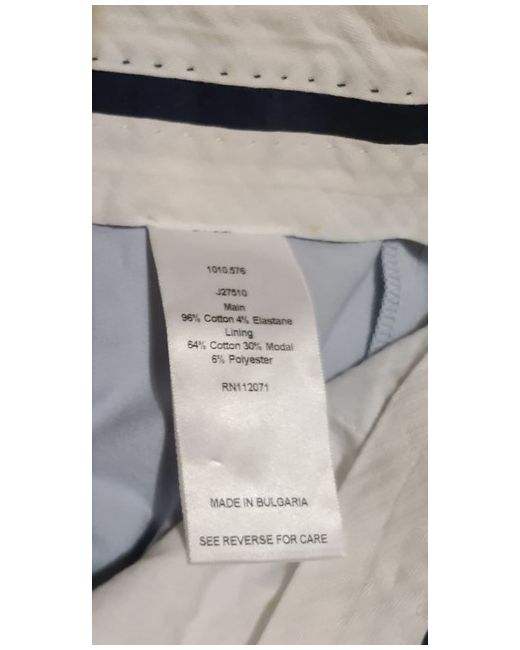 1010.576
J27510
Main
96% Cotton 4% Elastane
Lining
64% Cotton 30% Modal
6% Polyester
RN112071
MADE IN BULGARIA
SEE REVERSE FOR CARE